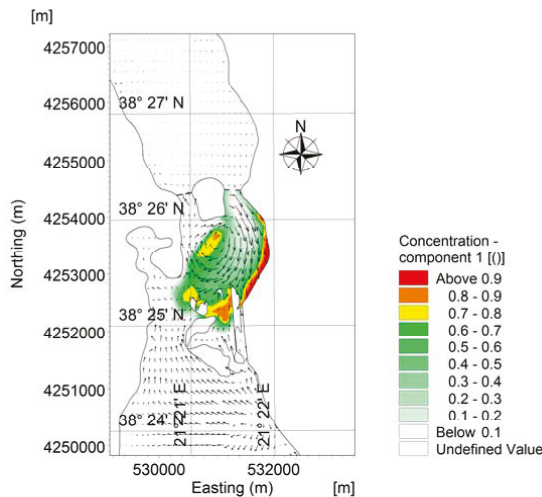 [m]
4257000
38° 27' N
4256000
N
4255000
38° 26' N
4254000
Northing (m)
4253000
38° 25' N
4252000
4251000
21° 21' E
21° 22' E
38° 24' N
4250000
530000
532000
Easting (m)
[m]
Concentration -
component 1 [()]
Above 0.9
0.8 - 0.9
0.7 - 0.8
0.6 - 0.7
0.5 - 0.6
0.4 - 0.5
0.3 - 0.4
0.2 - 0.3
0.1 - 0.2
Below 0.1
Undefined Value